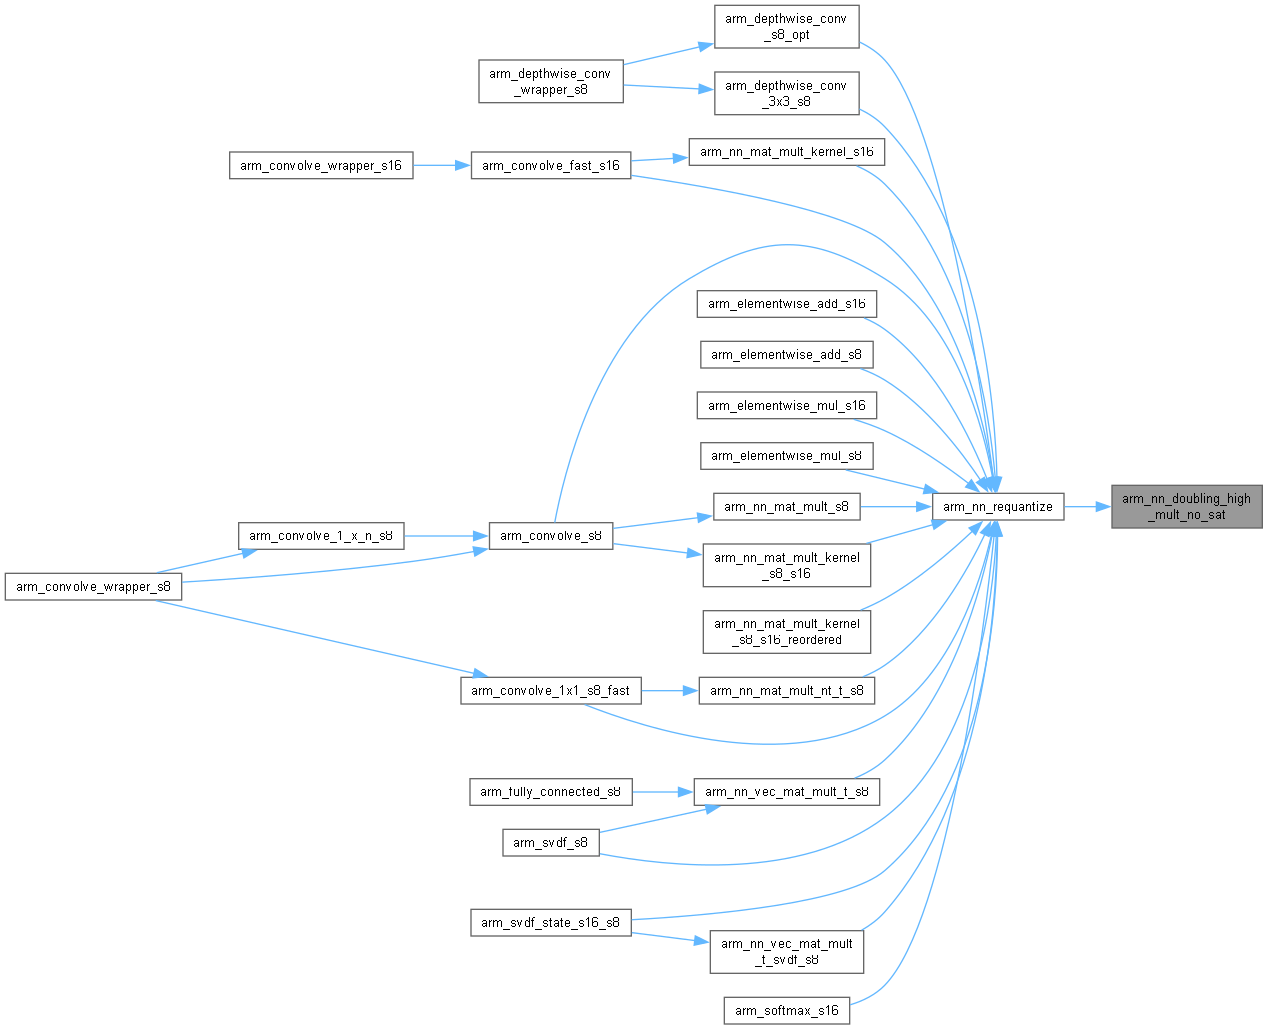 arm_depthwise_conv
_s8_opt
arm_depthwise_conv
_wrapper_s8
arm_depthwise_conv
_3x3_s8
arm_convolve_wrapper_s16
arm_convolve_fast_s16
arm_nn_mat_mult_kernel_s16
arm_elementwise_add_s16
arm_elementwise_add_s8
arm_elementwise_mul_s16
arm_elementwise_mul_s8
arm_nn_mat_mult_s8
arm_nn_requantize
arm_nn_doubling_high
_mult_no_sat
arm_convolve_1_x_n_s8
arm_convolve_s8
arm_nn_mat_mult_kernel
_s8_s16
arm_convolve_wrapper_s8
arm_nn_mat_mult_kernel
_s8_s16_reordered
arm_convolve_1x1_s8_fast
arm_nn_mat_mult_nt_t_s8
arm_fully_connected_s8
arm_nn_vec_mat_mult_t_s8
arm_svdf_s8
arm_svdf_state_s16_s8
arm_nn_vec_mat_mult
_t_svdf_s8
arm_softmax_s16